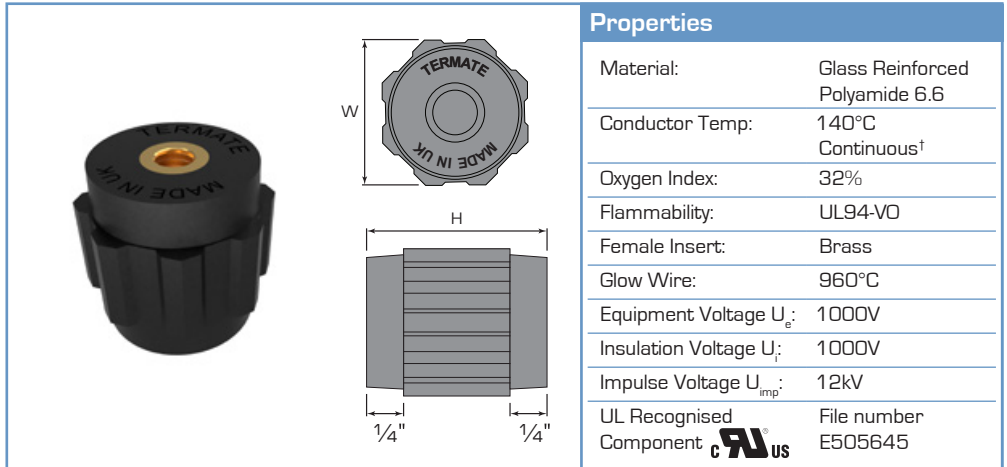 TERMATE
MADE IN UK
TERMATE
MADE IN UK
W
H
¼"
¼"
Properties
Material: Glass Reinforced
Polyamide 6.6
Conductor Temp: 140°C
Continuous†
Oxygen Index: 32%
Flammability: UL94-VO
Female Insert: Brass
Glow Wire: 960°C
Equipment Voltage Ue: 1000V
Insulation Voltage Ui: 1000V
Impulse Voltage Uimp: 12kV
UL Recognised File number
Component c RU ® US E505645